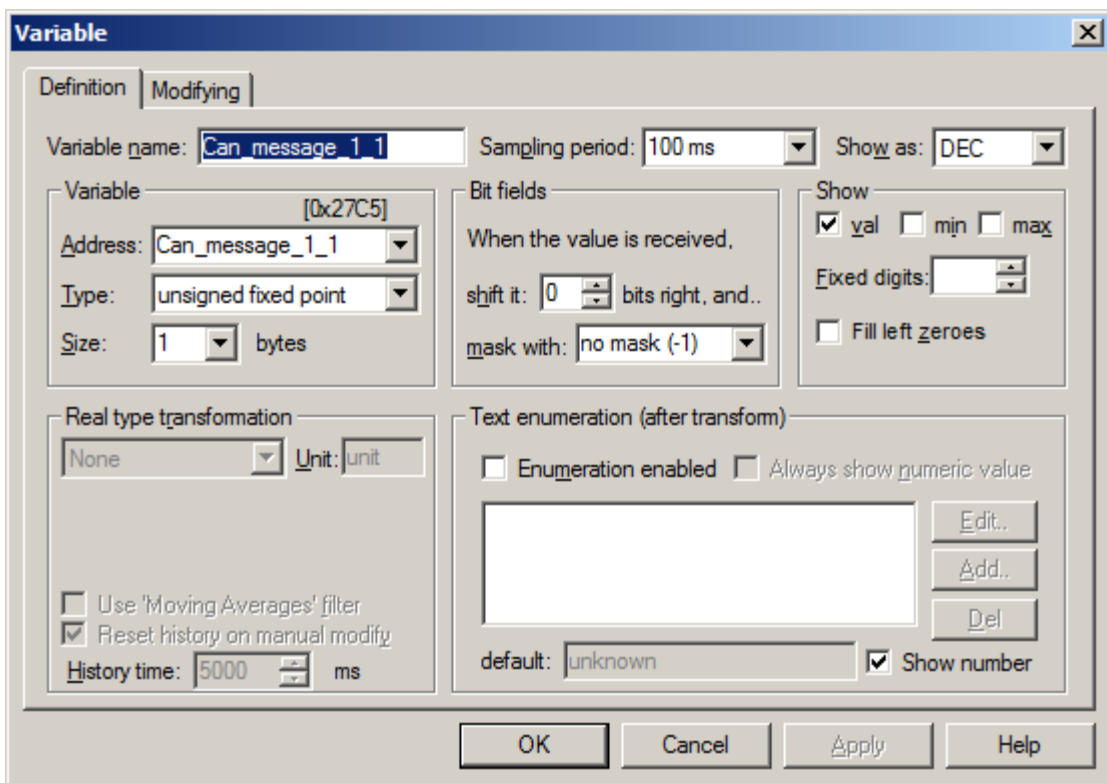 Variable
Definition Modifying
Variable name: Can_message_1_1 Sampling period: 100 ms Show as: DEC
Variable
[0x27C5]
Address: Can_message_1_1
Type: unsigned fixed point
Size: 1 bytes
Bit fields
When the value is received,
shift it: 0 bits right, and..
mask with: no mask (-1)
Show
val min max
Fixed digits:
Fill left zeroes
Real type transformation
None Unit: unit
Use 'Moving Averages' filter
Reset history on manual modify
History time: 5000 ms
Text enumeration (after transform)
Enumeration enabled Always show numeric value
Edit..
Add..
Del
default: unknown Show number
OK Cancel Apply Help